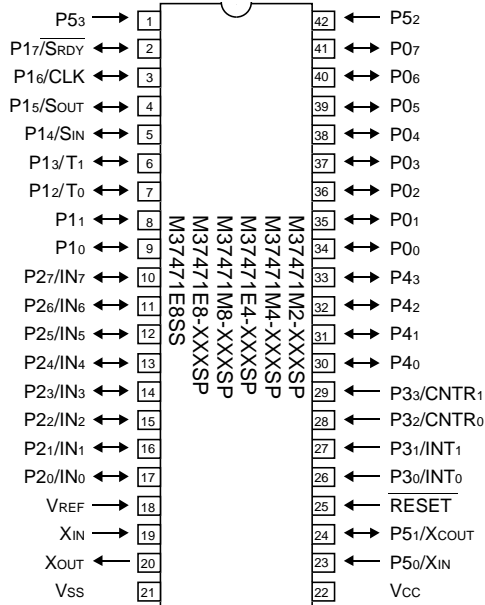 P53 1 42 P52
P17/SRDY 2 41 P07
P16/CLK 3 40 P06
P15/SOUT 4 39 P05
P14/SIN 5 38 P04
P13/T1 6 37 P03
P12/T0 7 36 P02
P11 8 35 P01
P10 9 34 P00
P27/IN7 10 33 P43
P26/IN6 11 32 P42
P25/IN5 12 31 P41
P24/IN4 13 30 P40
P23/IN3 14 29 P33/CNTR1
P22/IN2 15 28 P32/CNTR0
P21/IN1 16 27 P31/INT1
P20/IN0 17 26 P30/INT0
VREF 18 25 RESET
XIN 19 24 P51/XCOUT
XOUT 20 23 P50/XIN
VSS 21 22 VCC
M37471M2-XXXSP
M37471M4-XXXSP
M37471E4-XXXSP
M37471M8-XXXSP
M37471E8-XXXSP
M37471E8SS